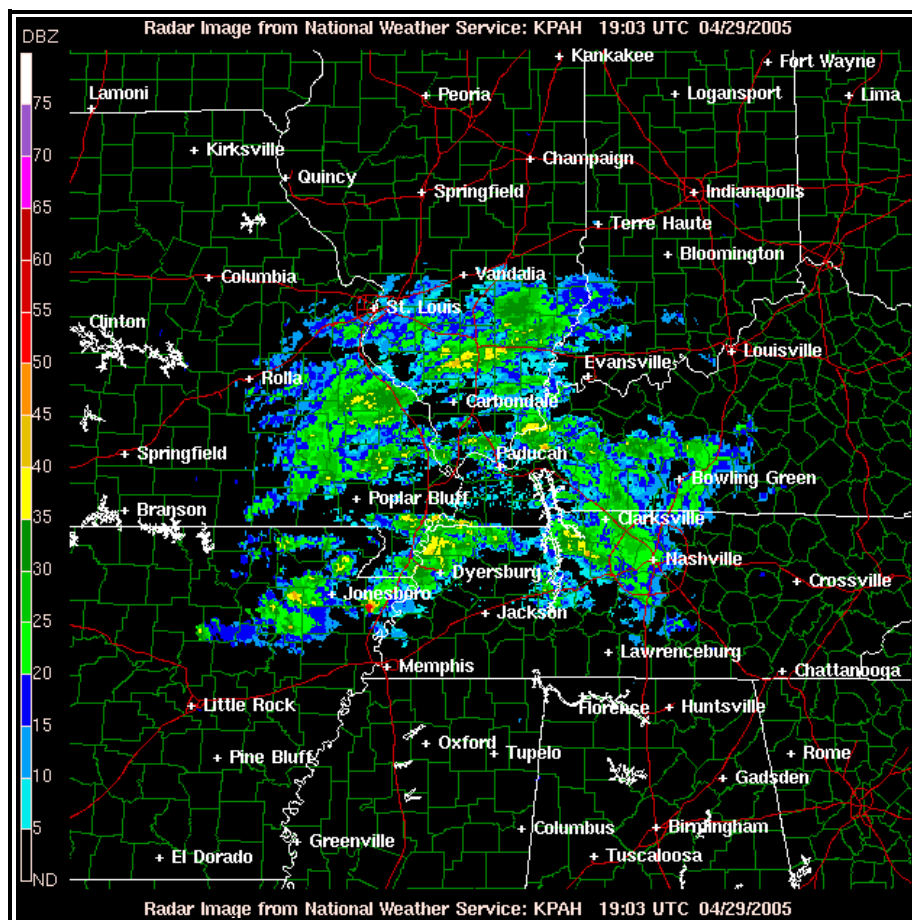 Radar Image from National Weather Service: KPAH 19:03 UTC 04/29/2005
DBZ
Kankakee
Fort Wayne
Lamoni
Peoria
Logansport
Lima
75
Kirksville
70
Champaign
Quincy
Springfield
Indianapolis
65
Terre Haute
60
Bloomington
Columbia
Vandalia
55
St. Louis
Clinton
Louisville
50
Evansville
Rolla
Carbondale
45
Springfield
Paducah
40
Bowling Green
Poplar Bluff
Branson
Clarksville
35
Nashville
30
Dyersburg
Crossville
Jonesboro
Jackson
25
Lawrenceburg
Memphis
Chattanooga
20
Little Rock
Florence
Huntsville
15
Oxford
Tupelo
Rome
Pine Bluff
10
Gadsden
5
Columbus
Birmingham
Greenville
El Dorado
Tuscaloosa
ND
Radar Image from National Weather Service: KPAH 19:03 UTC 04/29/2005